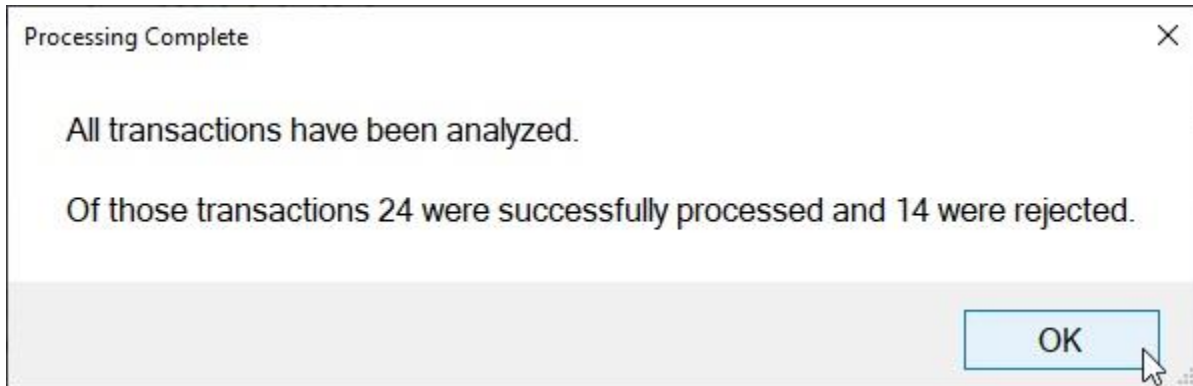 Processing Complete
All transactions have been analyzed.
Of those transactions 24 were successfully processed and 14 were rejected.
OK